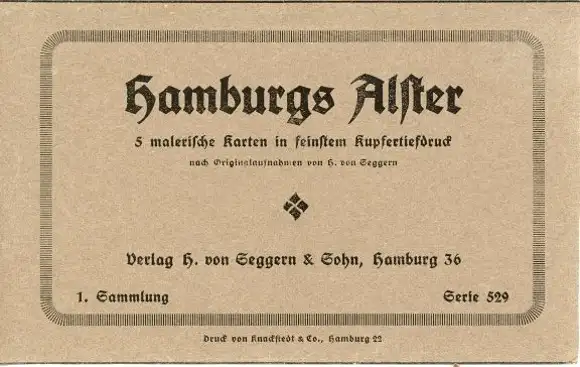 Hamburgs Alſter
5 maleriſche Karten in feinſtem Kupfertiefdruck
nach Originalaufnahmen von H. von Seggern
Verlag H. von Seggern & Sohn, Hamburg 36
1. Sammlung
Serie 529
Druck von Knackſtedt & Co., Hamburg 22